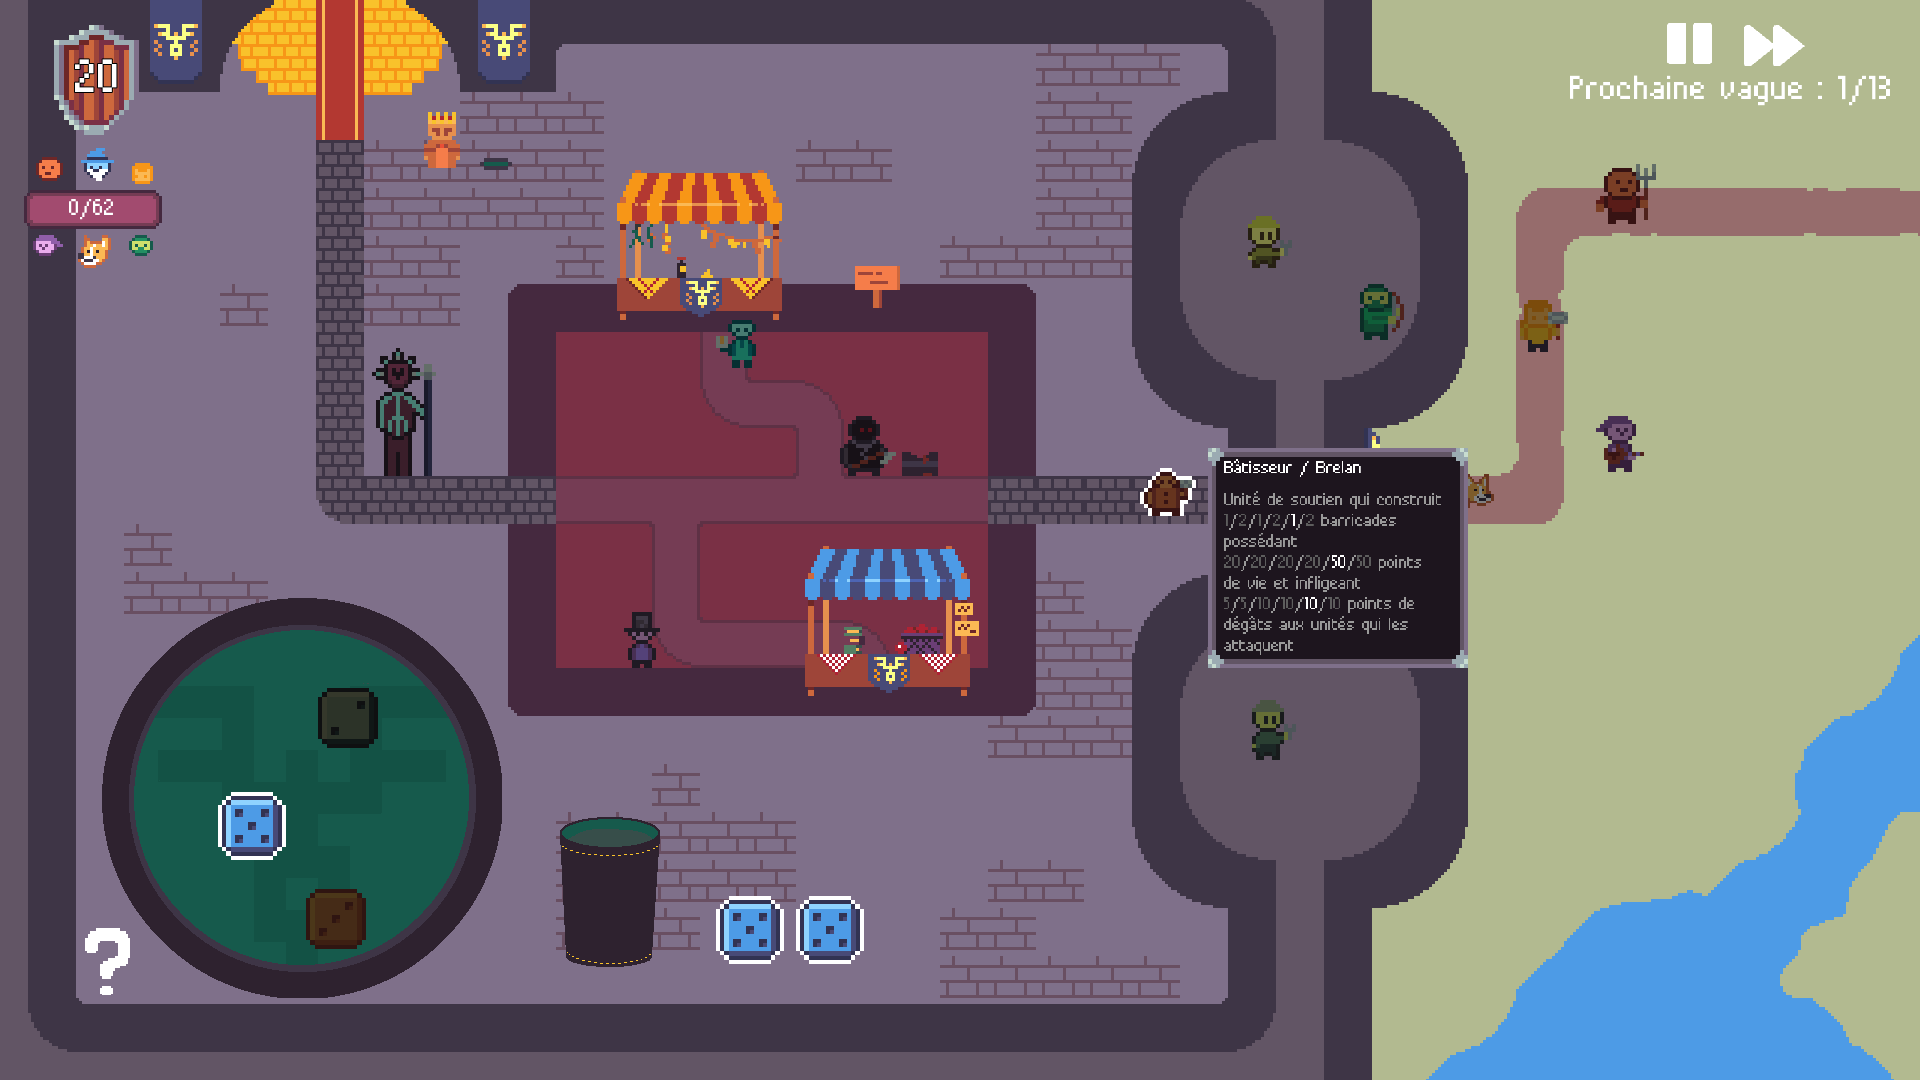 20
Prochaine vague : 1/13
0/62
Bâtisseur / Brelan
Unité de soutien qui construit
1/2/1/2/1/2 barricades
possédant
20/20/20/20/50/50 points
de vie et infligeant
5/5/10/10/10/10 points de
dégâts aux unités qui les
attaquent
?